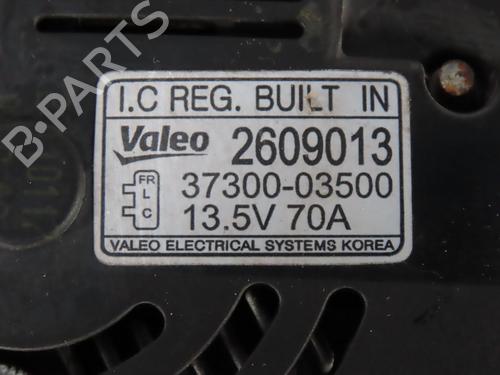 B-PARTS
I.C REG. BUILT IN
Valeo 2609013
FR
L
C
37300-03500
13.5V 70A
VALEO ELECTRICAL SYSTEMS KOREA